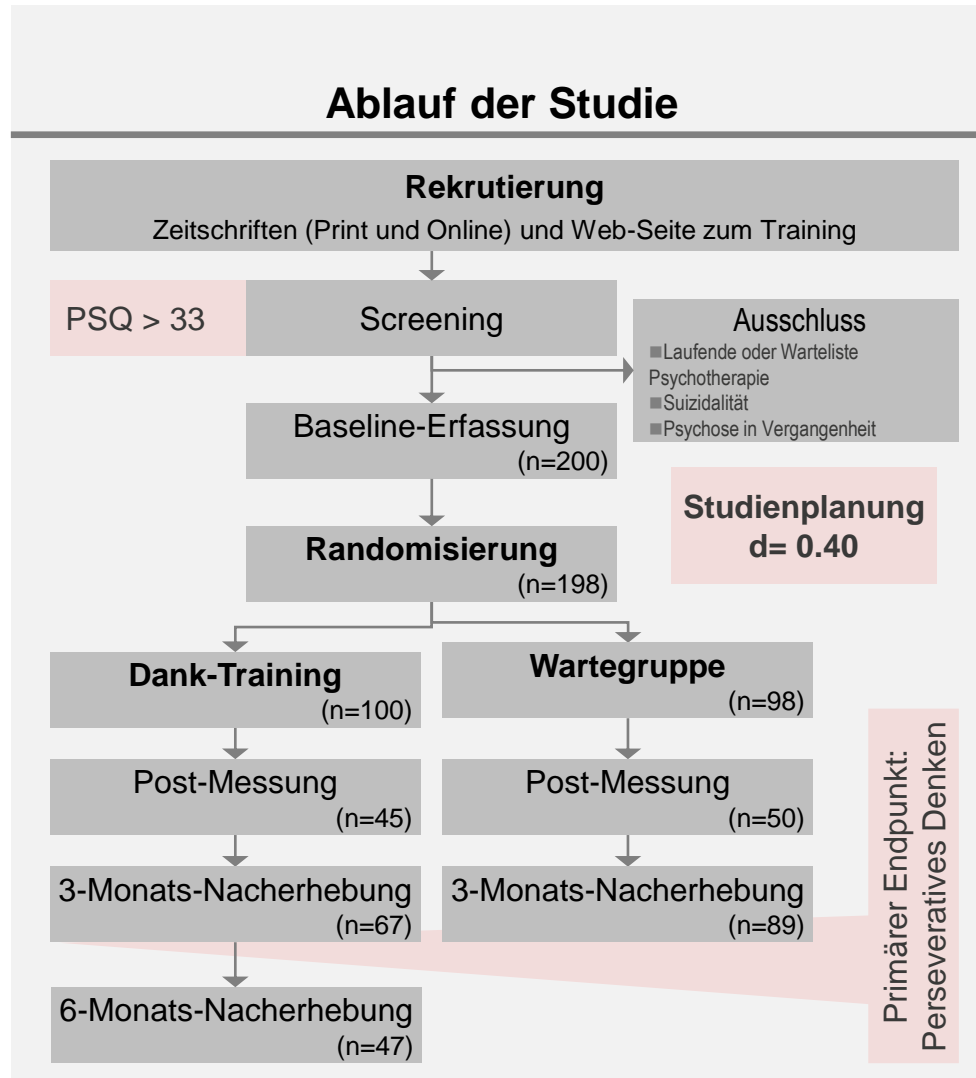 Ablauf der Studie
Rekrutierung
Zeitschriften (Print und Online) und Web-Seite zum Training
PSQ > 33
Screening
Ausschluss
■Laufende oder Warteliste
Psychotherapie
■Suizidalität
■Psychose in Vergangenheit
Baseline-Erfassung
(n=200)
Studienplanung
d= 0.40
Randomisierung
(n=198)
Dank-Training
(n=100)
Wartegruppe
(n=98)
Post-Messung
(n=45)
Post-Messung
(n=50)
3-Monats-Nacherhebung
(n=67)
3-Monats-Nacherhebung
(n=89)
Primärer Endpunkt:
Perseveratives Denken
6-Monats-Nacherhebung
(n=47)